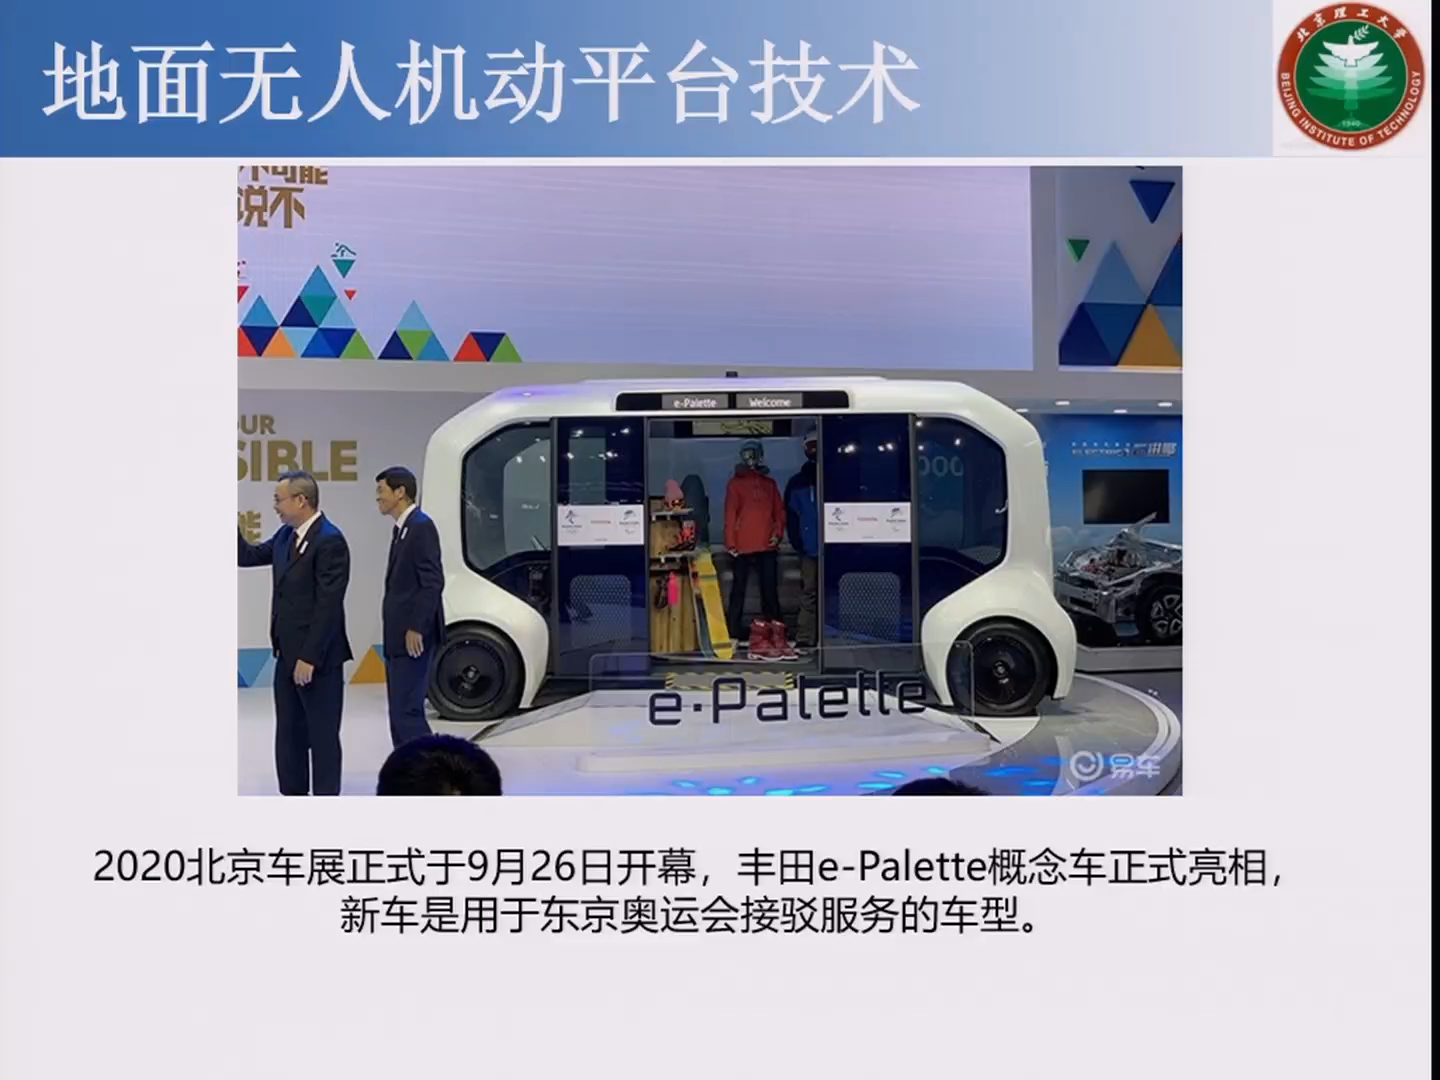 地面无人机动平台技术
北京理工大学
BEIJING INSTITUTE OF TECHNOLOGY
1940
不可能
说不
e-Palette Welcome
OUR
SIBLE
能
TOYOTA
TOYOTA
ELECTRIC
e-Palette
易车
2020北京车展正式于9月26日开幕，丰田e-Palette概念车正式亮相，
新车是用于东京奥运会接驳服务的车型。